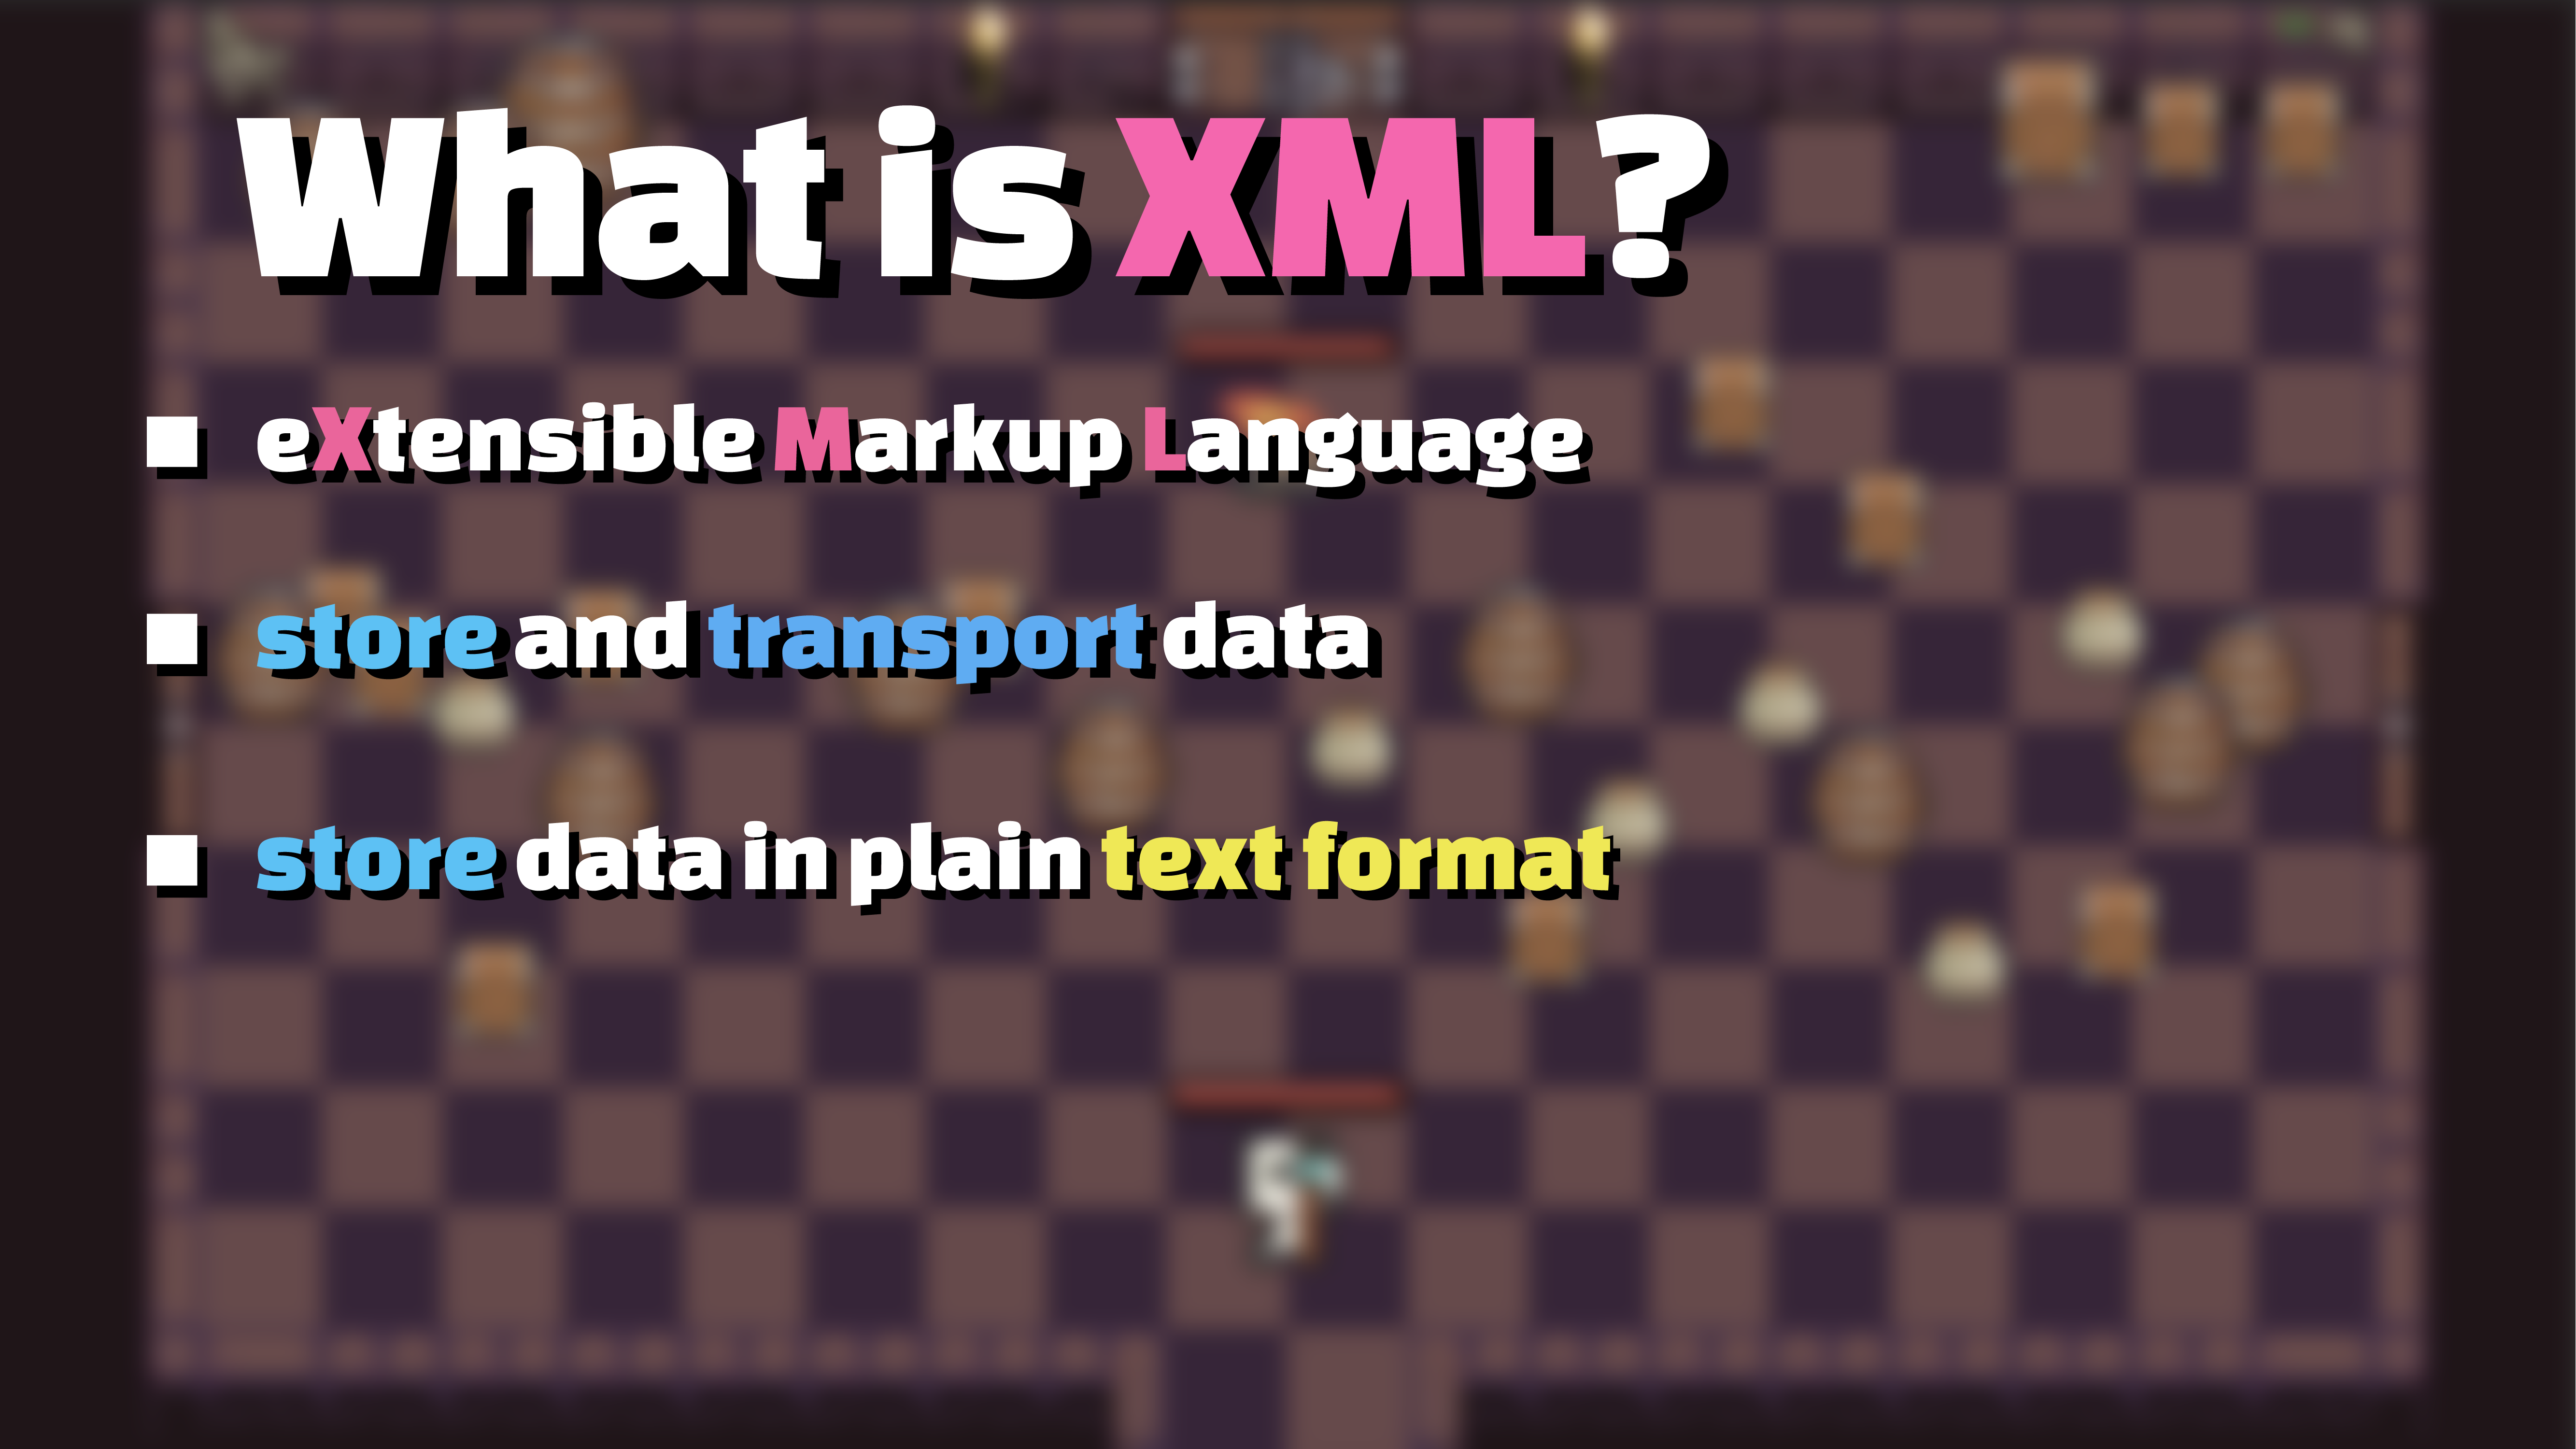 What is XML?
eXtensible Markup Language
store and transport data
store data in plain text format